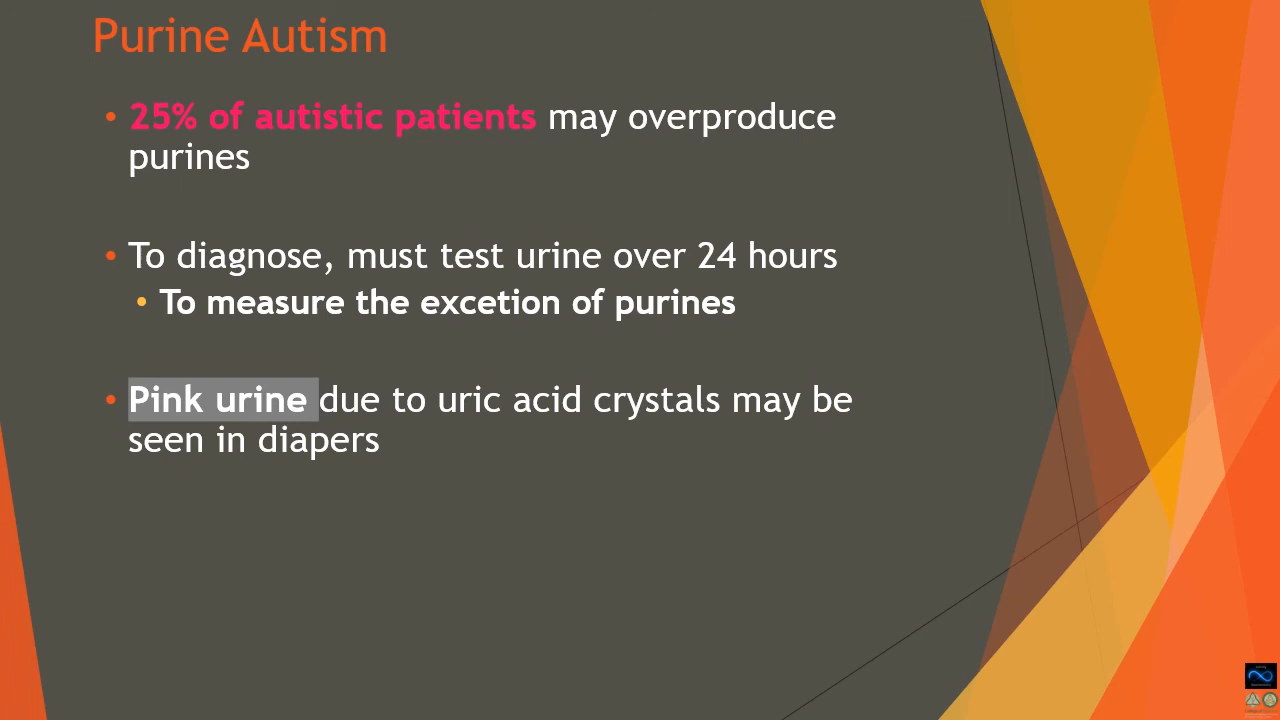 Purine Autism
• 25% of autistic patients may overproduce
purines
• To diagnose, must test urine over 24 hours
• To measure the excetion of purines
• Pink urine due to uric acid crystals may be
seen in diapers